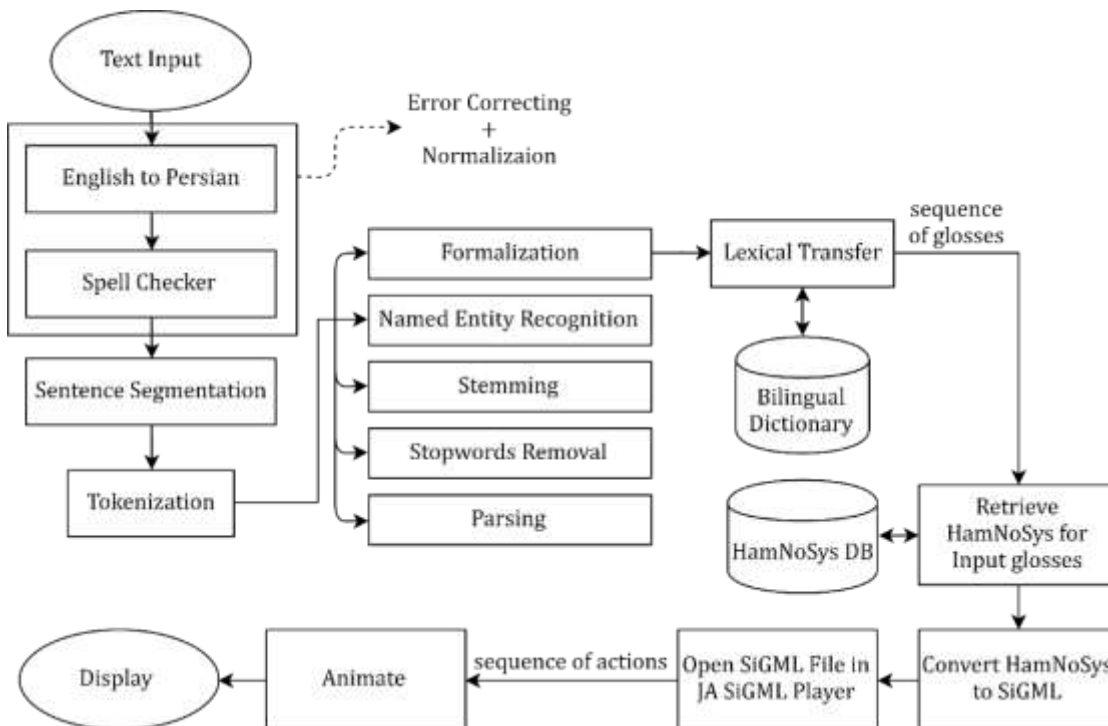 Text Input
Error Correcting
+
Normalizaion
English to Persian
Spell Checker
Sentence Segmentation
Tokenization
Formalization
Named Entity Recognition
Stemming
Stopwords Removal
Parsing
Lexical Transfer
sequence
of glosses
Bilingual
Dictionary
HamNoSys DB
Retrieve
HamNoSys for
Input glosses
Convert HamNoSys
to SiGML
Open SiGML File in
JA SiGML Player
sequence of actions
Animate
Display